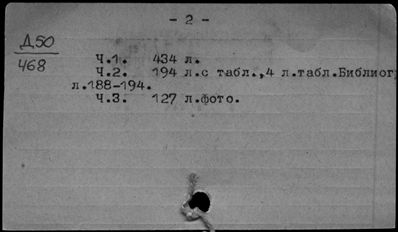 - 2 -
Д50
468
Ч.1. 434 л.
Ч.2. 194 л.с табл.,4 л.табл.Библиог
л.188-194.
Ч.3. 127 л.фото.